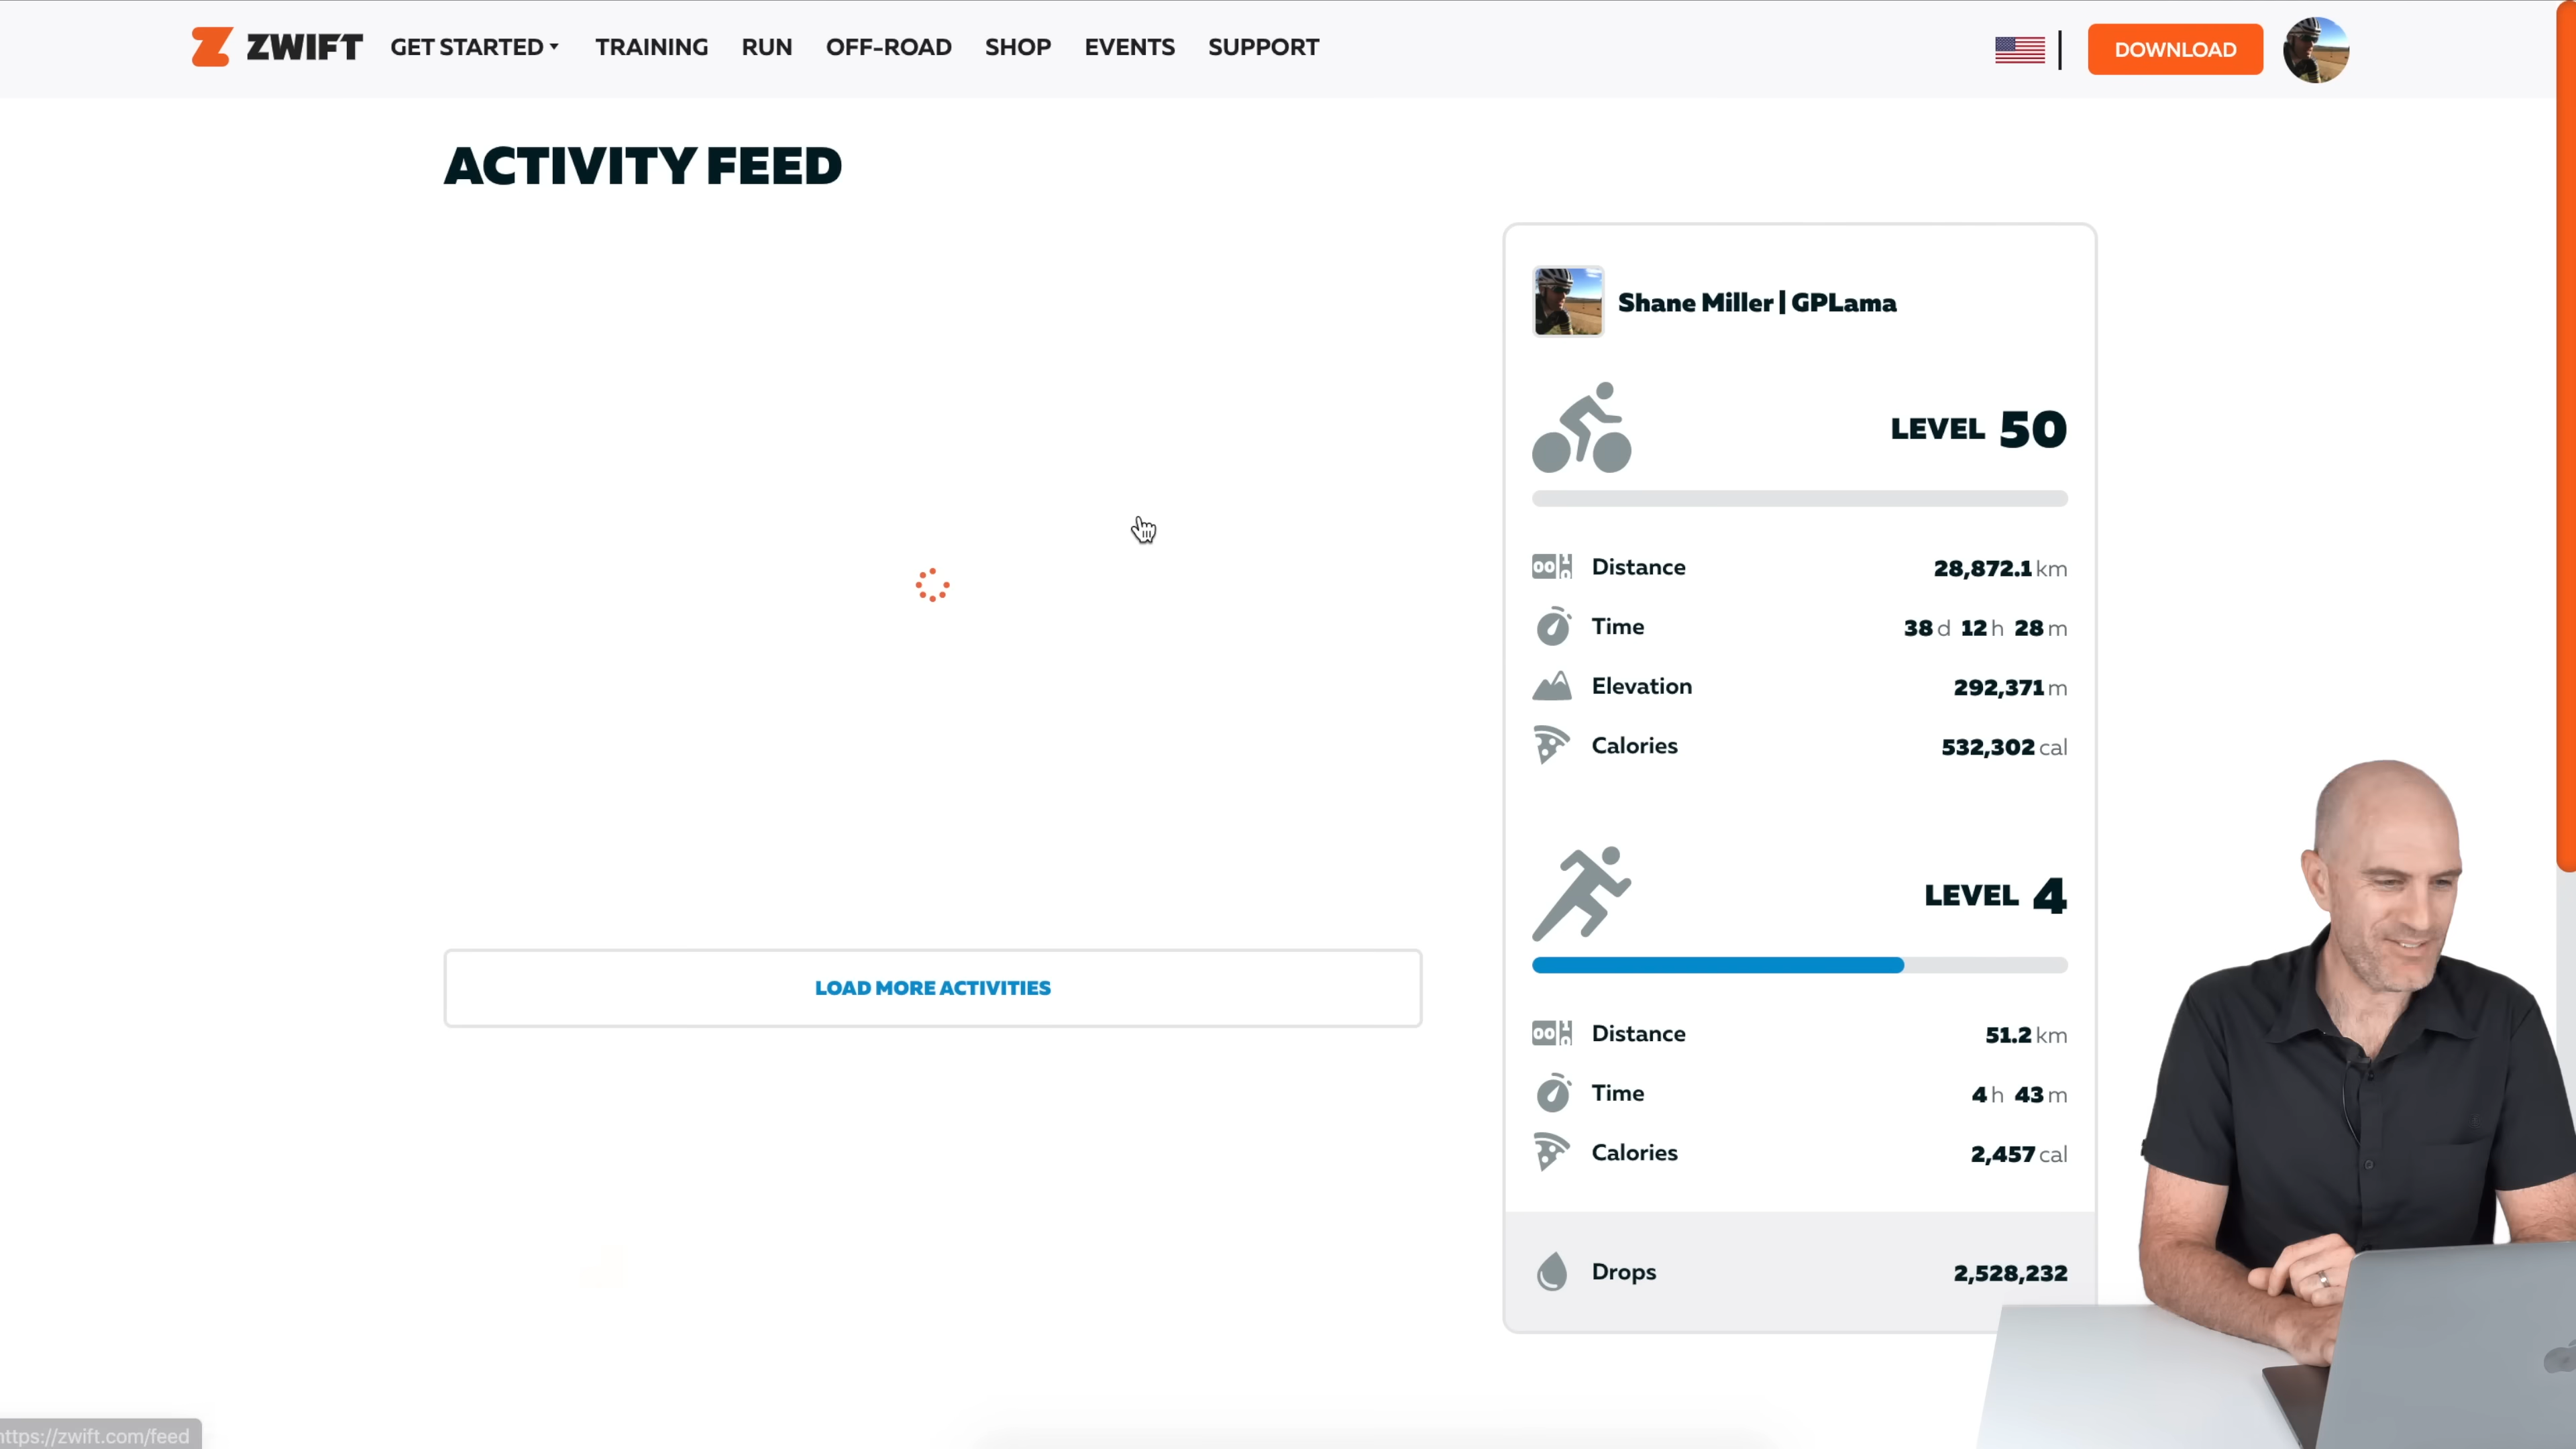 ZWIFT GET STARTED TRAINING RUN OFF-ROAD SHOP EVENTS SUPPORT DOWNLOAD
ACTIVITY FEED
Shane Miller | GPLama
LEVEL 50
Distance 28,872.1 km
Time 38 d 12 h 28 m
Elevation 292,371 m
Calories 532,302 cal
LEVEL 4
LOAD MORE ACTIVITIES
Distance 51.2 km
Time 4 h 43 m
Calories 2,457 cal
Drops 2,528,232
https://zwift.com/feed